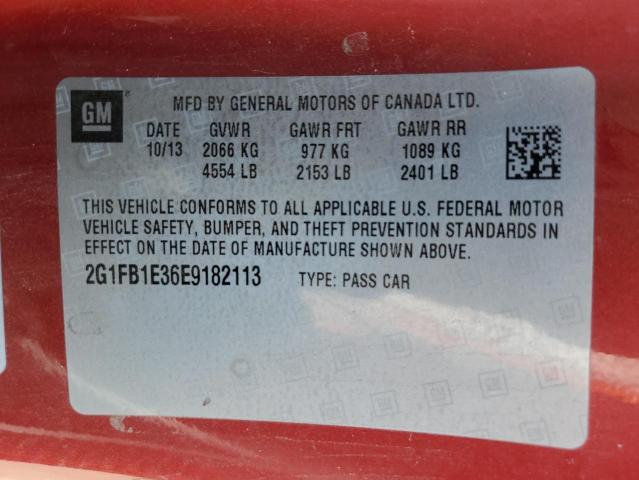 GM
MFD BY GENERAL MOTORS OF CANADA LTD.
DATE GVWR GAWR FRT GAWR RR
10/13 2066 KG 977 KG 1089 KG
4554 LB 2153 LB 2401 LB
THIS VEHICLE CONFORMS TO ALL APPLICABLE U.S. FEDERAL MOTOR
VEHICLE SAFETY, BUMPER, AND THEFT PREVENTION STANDARDS IN
EFFECT ON THE DATE OF MANUFACTURE SHOWN ABOVE.
2G1FB1E36E9182113 TYPE: PASS CAR